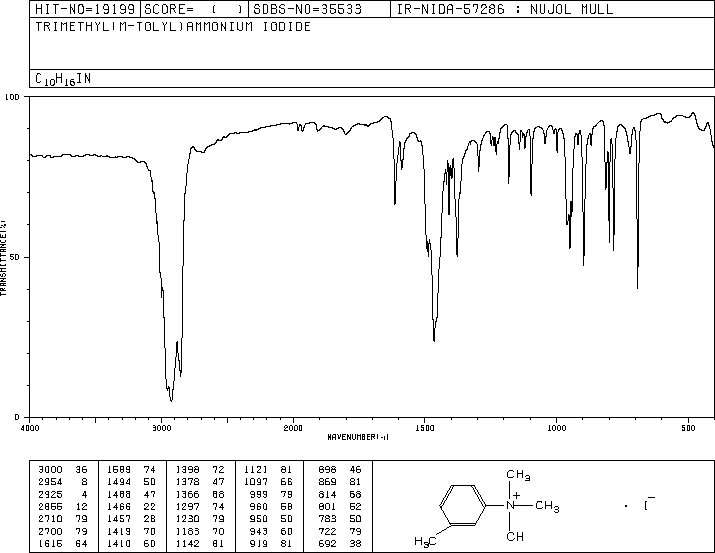 HIT-NO=19199 SCORE= ( ) SDBS-NO=35533 IR-NIDA-57286 : NUJOL MULL
TRIMETHYL(M-TOLYL)AMMONIUM IODIDE
C10H16IN
100
50
0
TRANSMITTANCE(%)
4000 3000 2000 1500 1000 500
WAVENUMBER(-1)
3000 36 1589 74 1398 72 1121 81 898 46
2954 8 1494 50 1378 47 1097 66 869 81
2925 4 1488 47 1366 88 999 79 814 68
2855 12 1466 22 1297 74 960 58 801 52
2710 79 1457 28 1230 79 950 50 783 50
2700 79 1419 70 1183 70 943 60 722 79
1615 64 1410 60 1142 81 919 81 692 38
CH3
N+ CH3 · I−
H3C CH